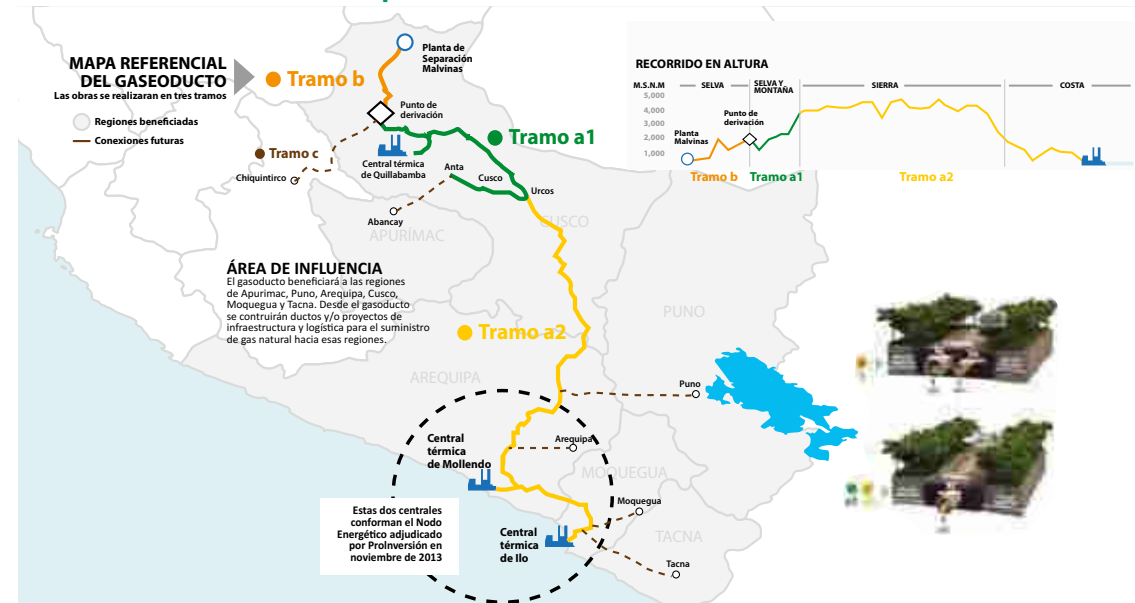 MAPA REFERENCIAL
DEL GASEODUCTO
Las obras se realizaran en tres tramos
Regiones beneficiadas
Conexiones futuras
Tramo b
Planta de
Separación
Malvinas
Punto de
derivación
Tramo a1
Tramo c
Chiquintirco
Central térmica
de Quillabamba
Anta
Cusco
Urcos
Abancay
APURÍMAC
CUSCO
ÁREA DE INFLUENCIA
El gasoducto beneficiará a las regiones
de Apurimac, Puno, Arequipa, Cusco,
Moquegua y Tacna. Desde el gasoducto
se contruirán ductos y/o proyectos de
infraestructura y logística para el suministro
de gas natural hacia esas regiones.
Tramo a2
PUNO
AREQUIPA
Puno
Central
térmica
de Mollendo
Arequipa
MOQUEGUA
Moquegua
Estas dos centrales
conforman el Nodo
Energético adjudicado
por ProInversión en
noviembre de 2013
Central
térmica
de Ilo
TACNA
Tacna
RECORRIDO EN ALTURA
M.S.N.M
SELVA
SELVA Y
MONTAÑA
SIERRA
COSTA
5,000
4,000
3,000
2,000
1,000
Planta
Malvinas
Punto de
derivación
Tramo b
Tramo a1
Tramo a2